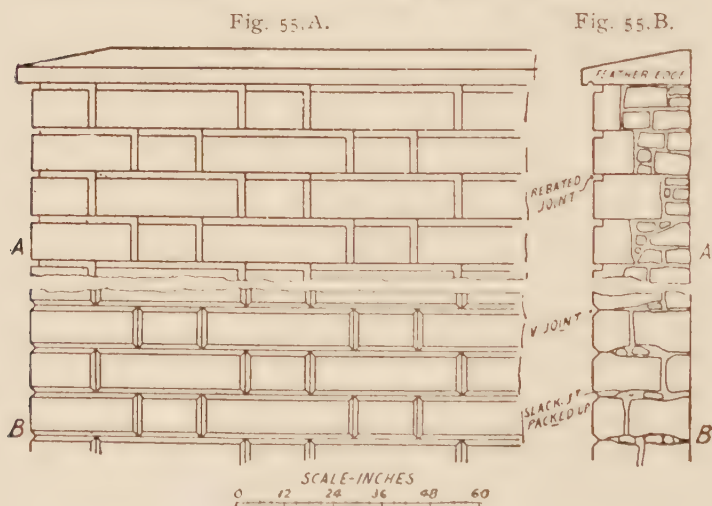 Fig. 55.A.
Fig. 55.B.
FEATHER EDGE
REBATED
JOINT
A
A
V JOINT
SLACK JT
PACKED UP
B
B
SCALE-INCHES
0 12 24 36 48 60